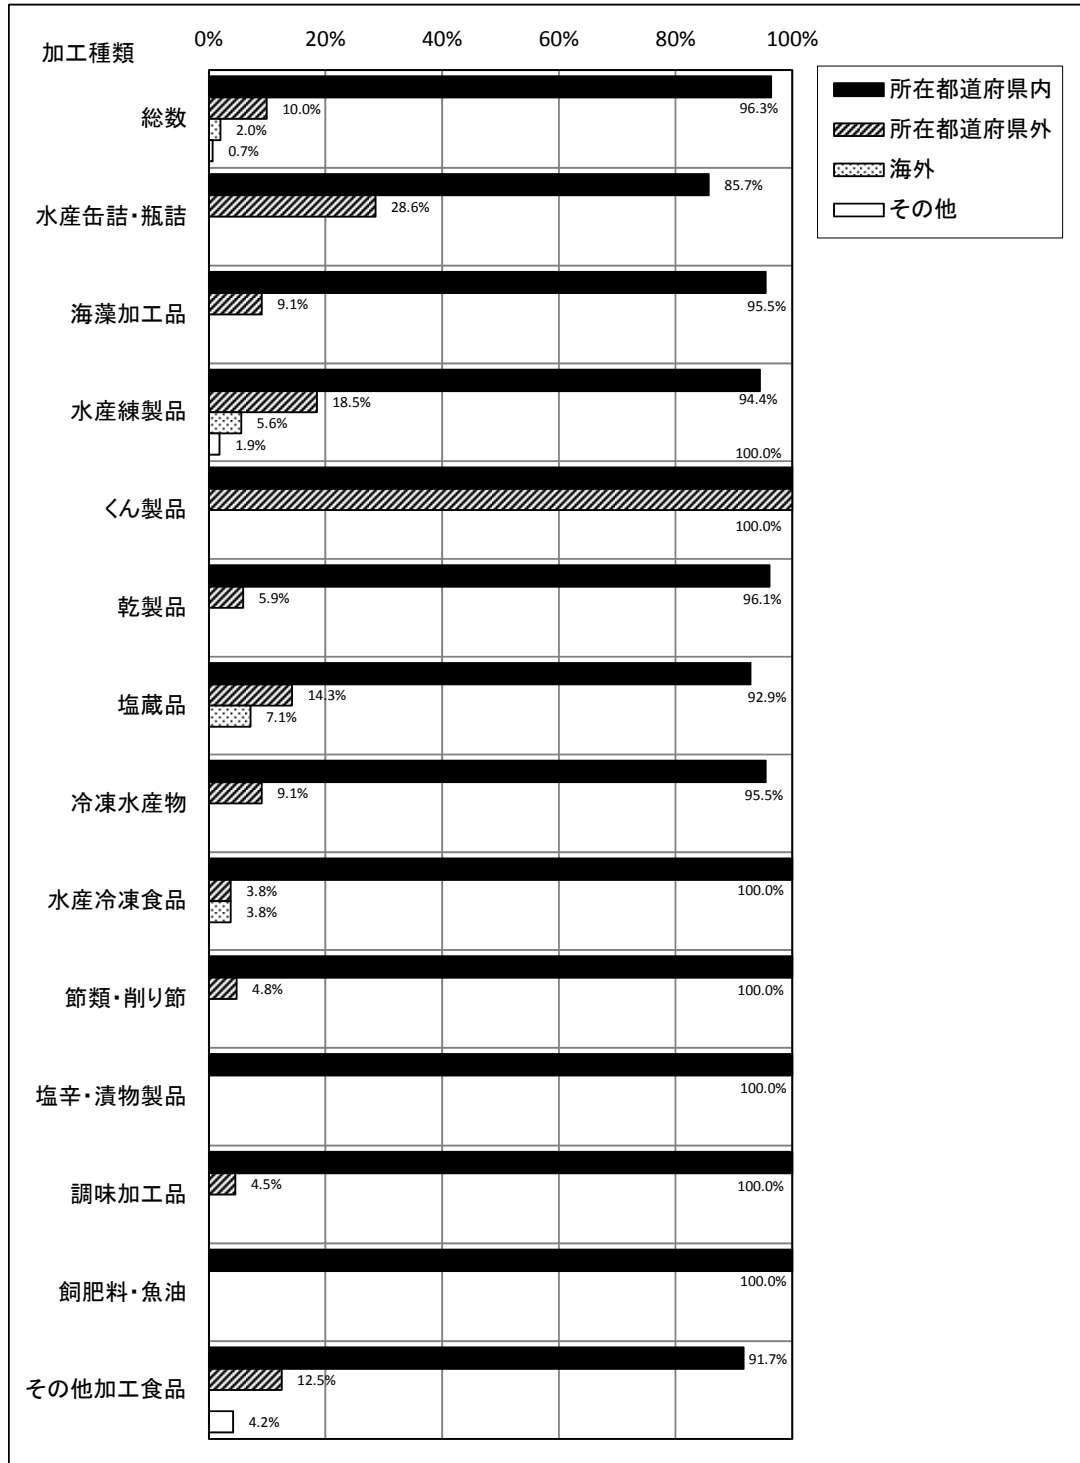 加工種類
0% 20% 40% 60% 80% 100%
所在都道府県内
所在都道府県外
海外
その他
総数
96.3%
10.0%
2.0%
0.7%
水産缶詰・瓶詰
85.7%
28.6%
海藻加工品
95.5%
9.1%
水産練製品
94.4%
18.5%
5.6%
1.9%
くん製品
100.0%
100.0%
乾製品
96.1%
5.9%
塩蔵品
92.9%
14.3%
7.1%
冷凍水産物
95.5%
9.1%
水産冷凍食品
100.0%
3.8%
3.8%
節類・削り節
100.0%
4.8%
塩辛・漬物製品
100.0%
調味加工品
100.0%
4.5%
飼肥料・魚油
100.0%
その他加工食品
91.7%
12.5%
4.2%